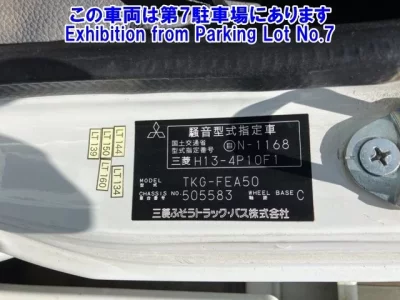 この車両は第7駐車場にあります
Exhibition from Parking Lot No.7
騒音型式指定車
国土交通省
型式指定番号 N-1168
三菱 H13-4P10F1
MODEL 型式 TKG-FEA50
CHASSIS NO. 505583 WHEEL BASE 軸距 C
三菱ふそうトラック・バス株式会社
LT 139
LT 150
LT 144
LT 160
LT 134